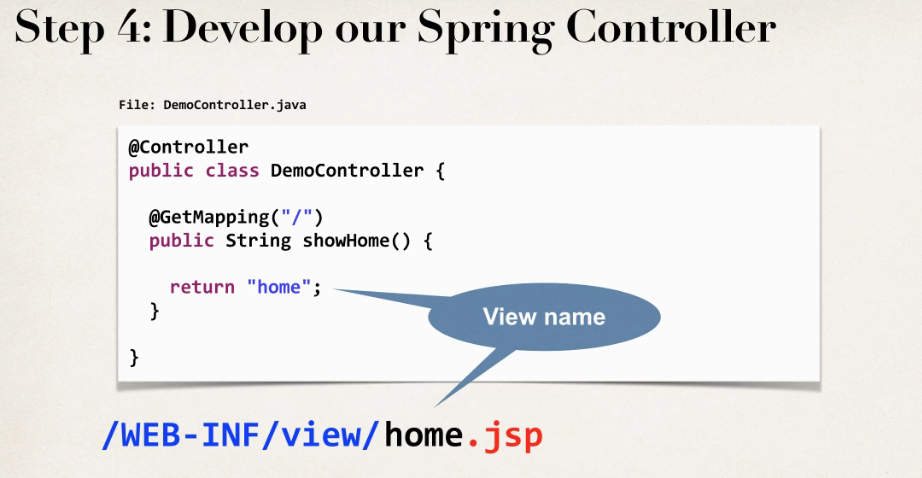 Step 4: Develop our Spring Controller
File: DemoController.java
@Controller
public class DemoController {
@GetMapping("/")
public String showHome() {
return "home";
}
}
View name
/WEB-INF/view/home.jsp